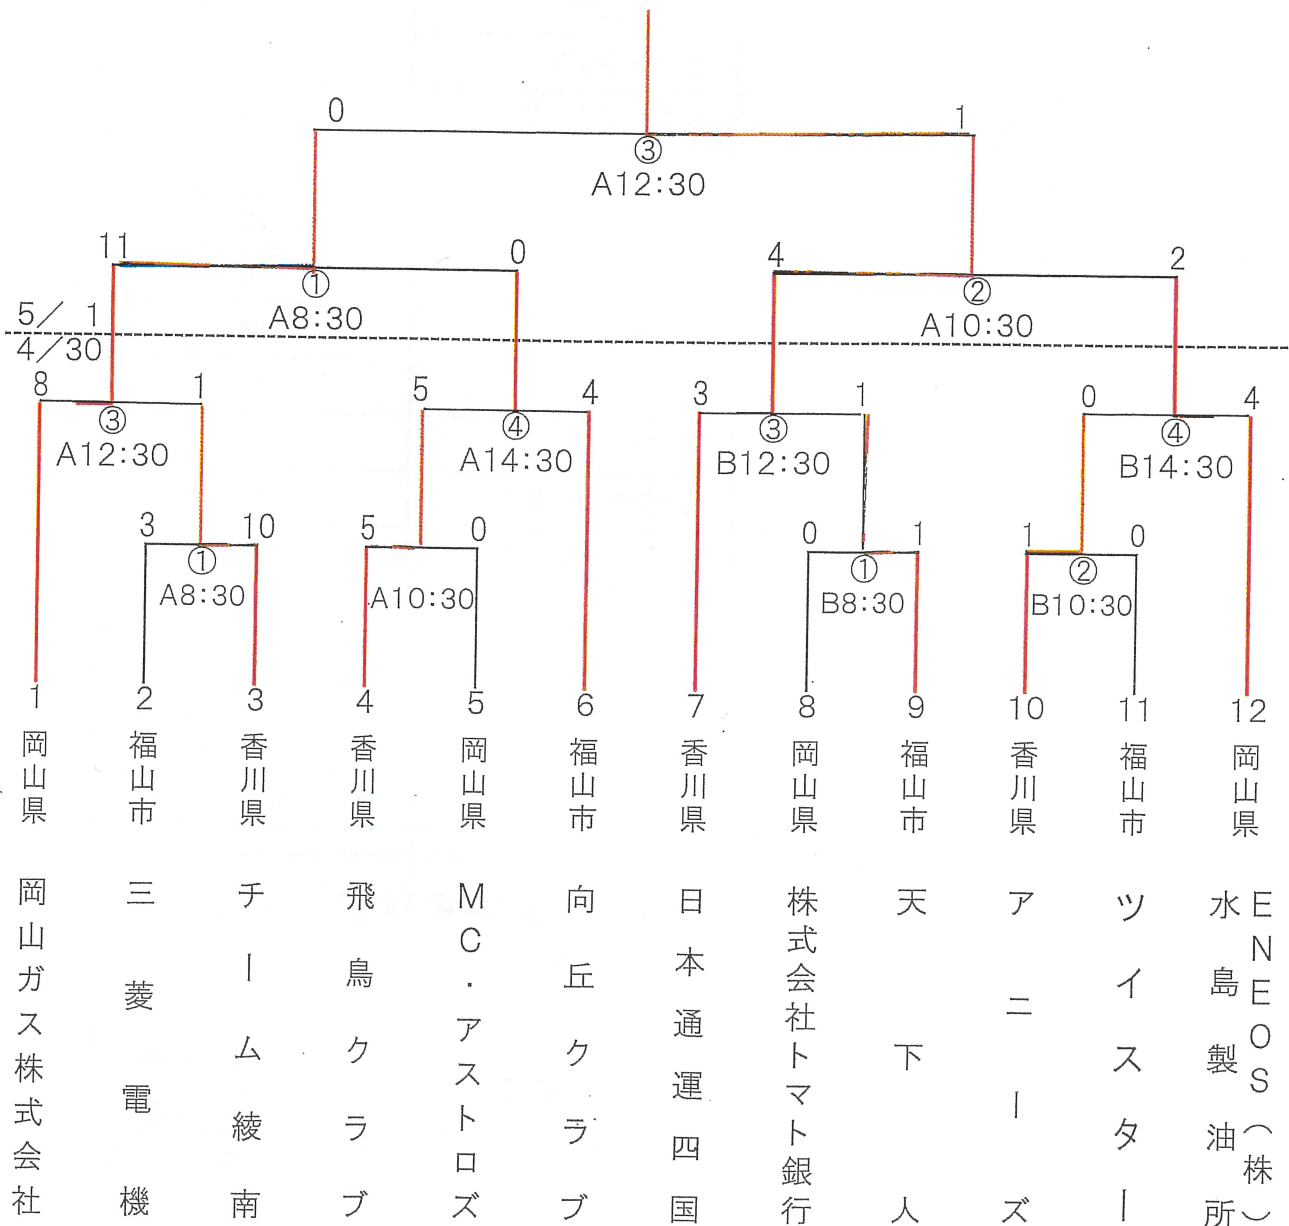 0 1
③
A12:30
11 0 4 2
① ②
A8:30 A10:30
5/ 1
4/30
8 1 5 4 3 1 0 4
③ ④ ③ ④
A12:30 A14:30 B12:30 B14:30
3 10 5 0 0 1 1 0
① ① ②
A8:30 A10:30 B8:30 B10:30
1 2 3 4 5 6 7 8 9 10 11 12
岡山県
福山市
香川県
香川県
岡山県
福山市
香川県
岡山県
福山市
香川県
福山市
岡山県
岡山ガス株式会社
三菱電機
チーム綾南
飛鳥クラブ
MC.アストロズ
向丘クラブ
日本通運四国
株式会社トマト銀行
天下人
アニーズ
ツイスター
ENEOS(株)
水島製油所